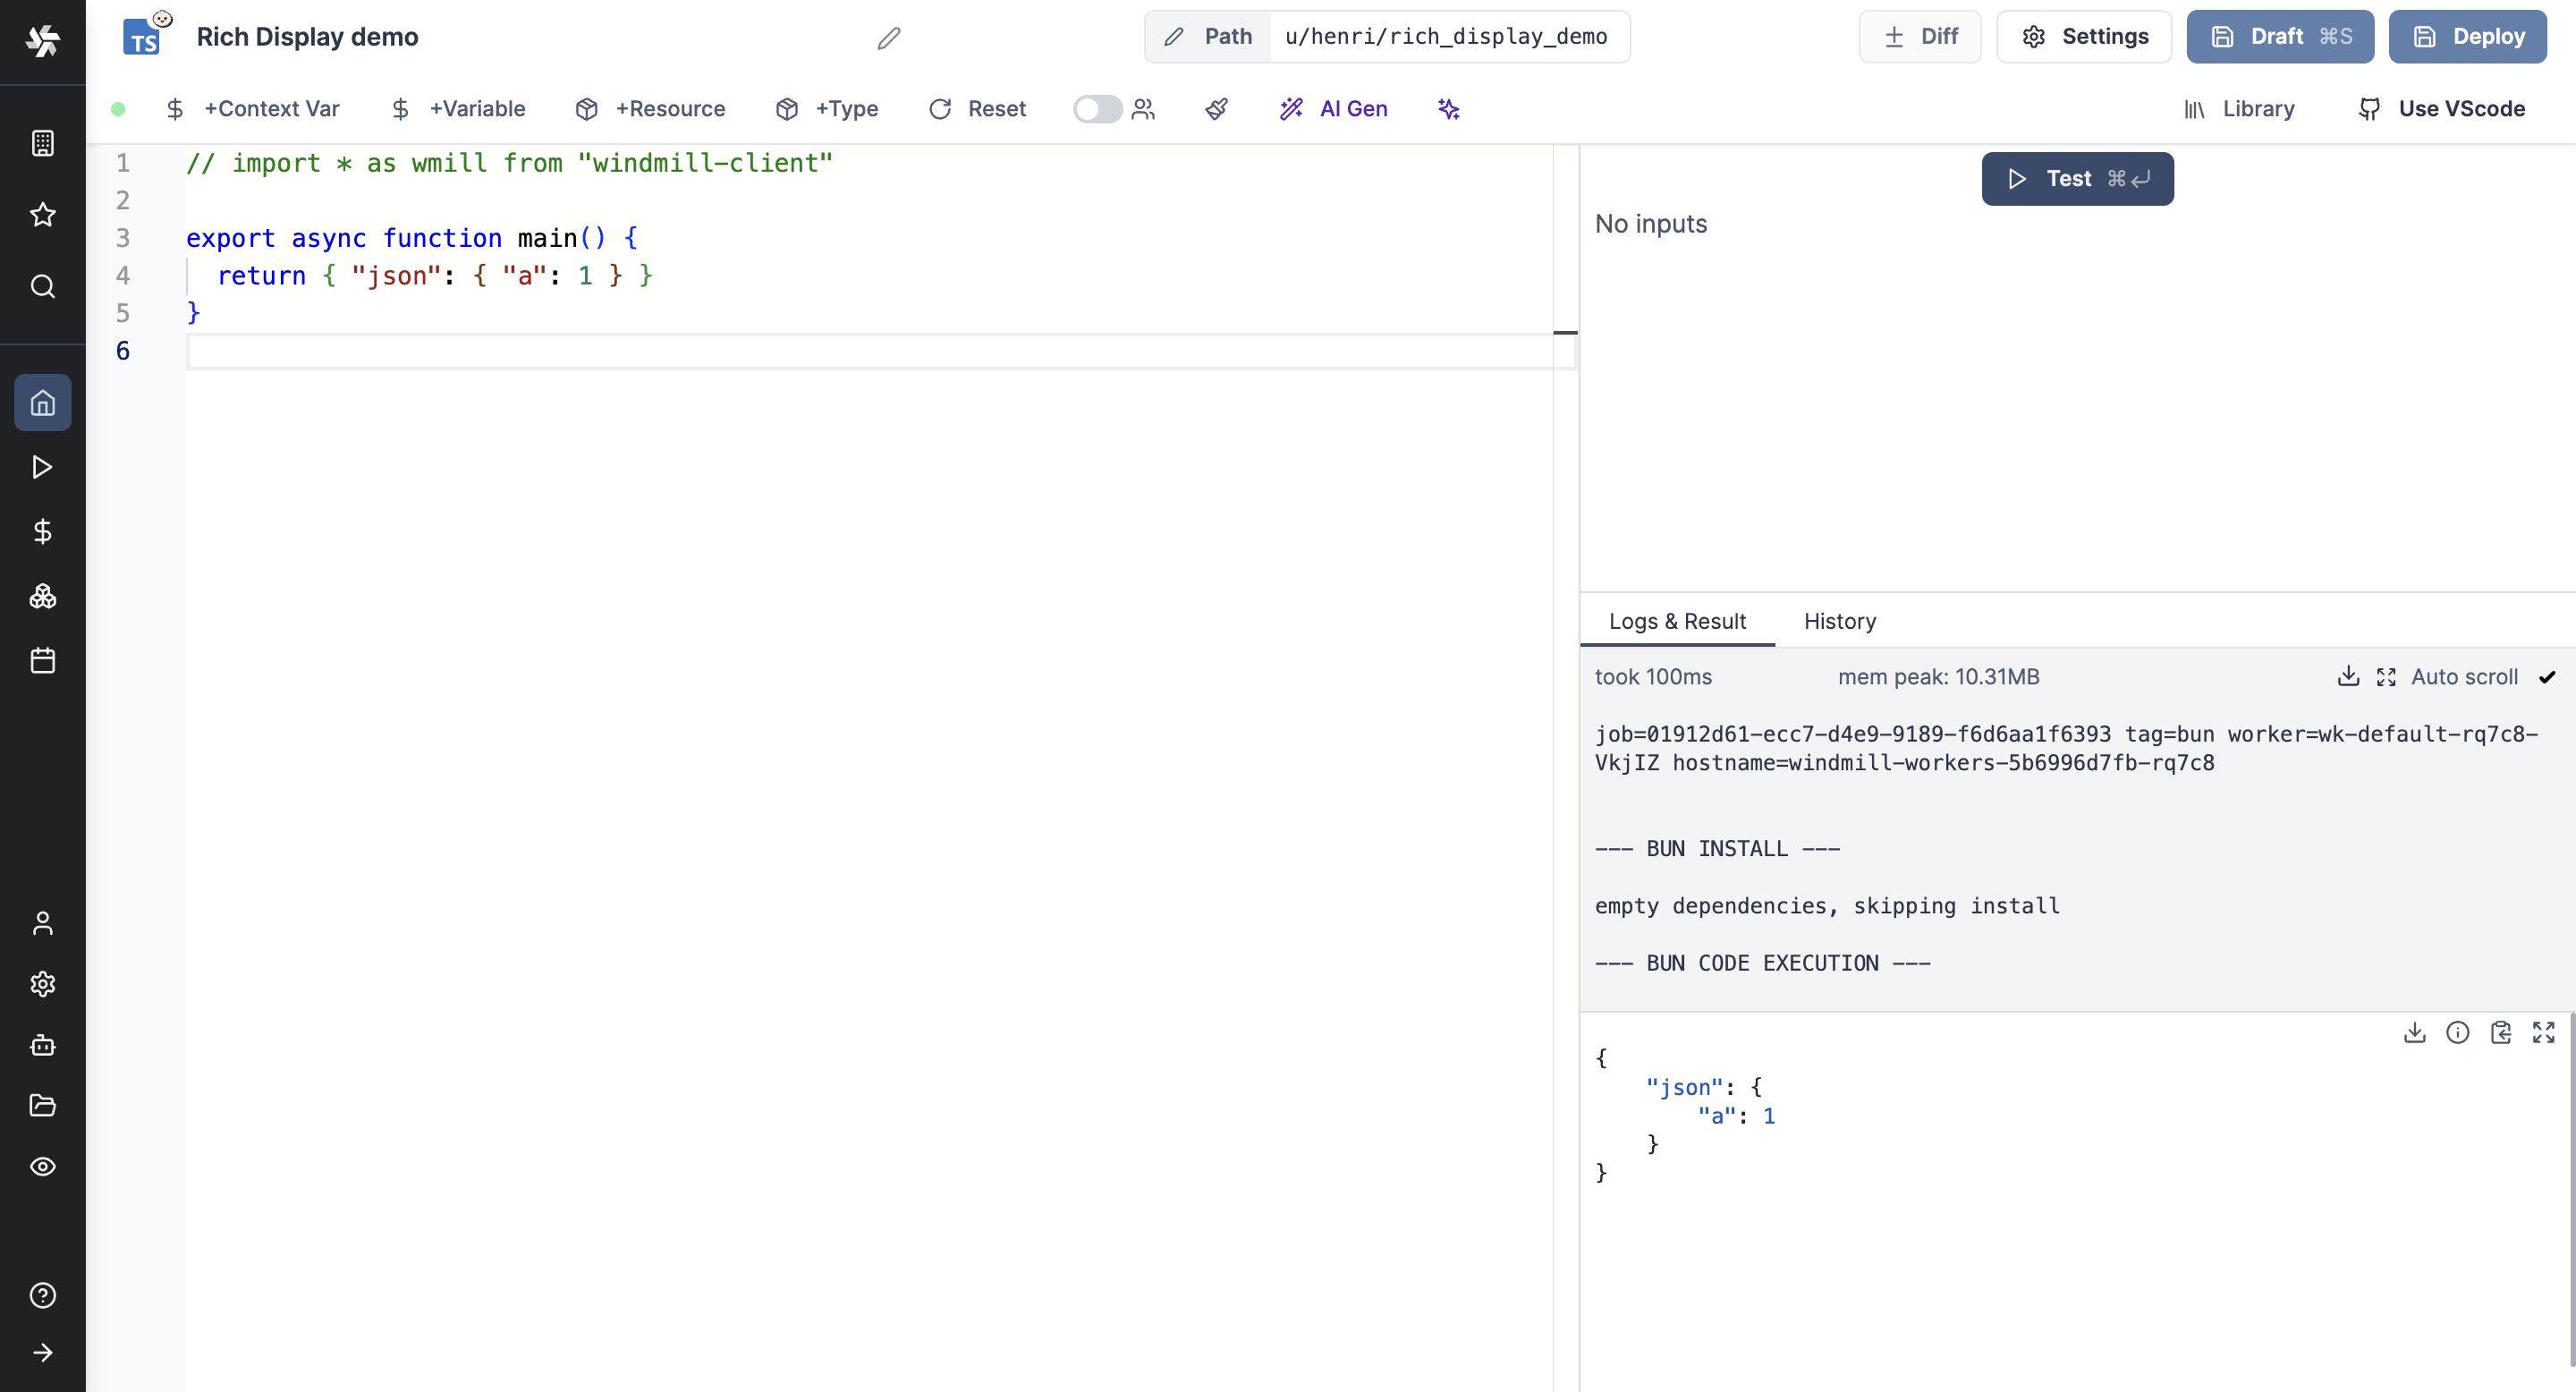 TS
Rich Display demo
Path
u/henri/rich_display_demo
Diff
Settings
Draft ⌘S
Deploy
+Context Var
+Variable
+Resource
+Type
Reset
AI Gen
Library
Use VScode
1 // import * as wmill from "windmill-client"
2
3 export async function main() {
4 return { "json": { "a": 1 } }
5 }
6
Test ⌘
No inputs
Logs & Result
History
took 100ms
mem peak: 10.31MB
Auto scroll
job=01912d61-ecc7-d4e9-9189-f6d6aa1f6393 tag=bun worker=wk-default-rq7c8-
VkjIZ hostname=windmill-workers-5b6996d7fb-rq7c8
--- BUN INSTALL ---
empty dependencies, skipping install
--- BUN CODE EXECUTION ---
{
"json": {
"a": 1
}
}